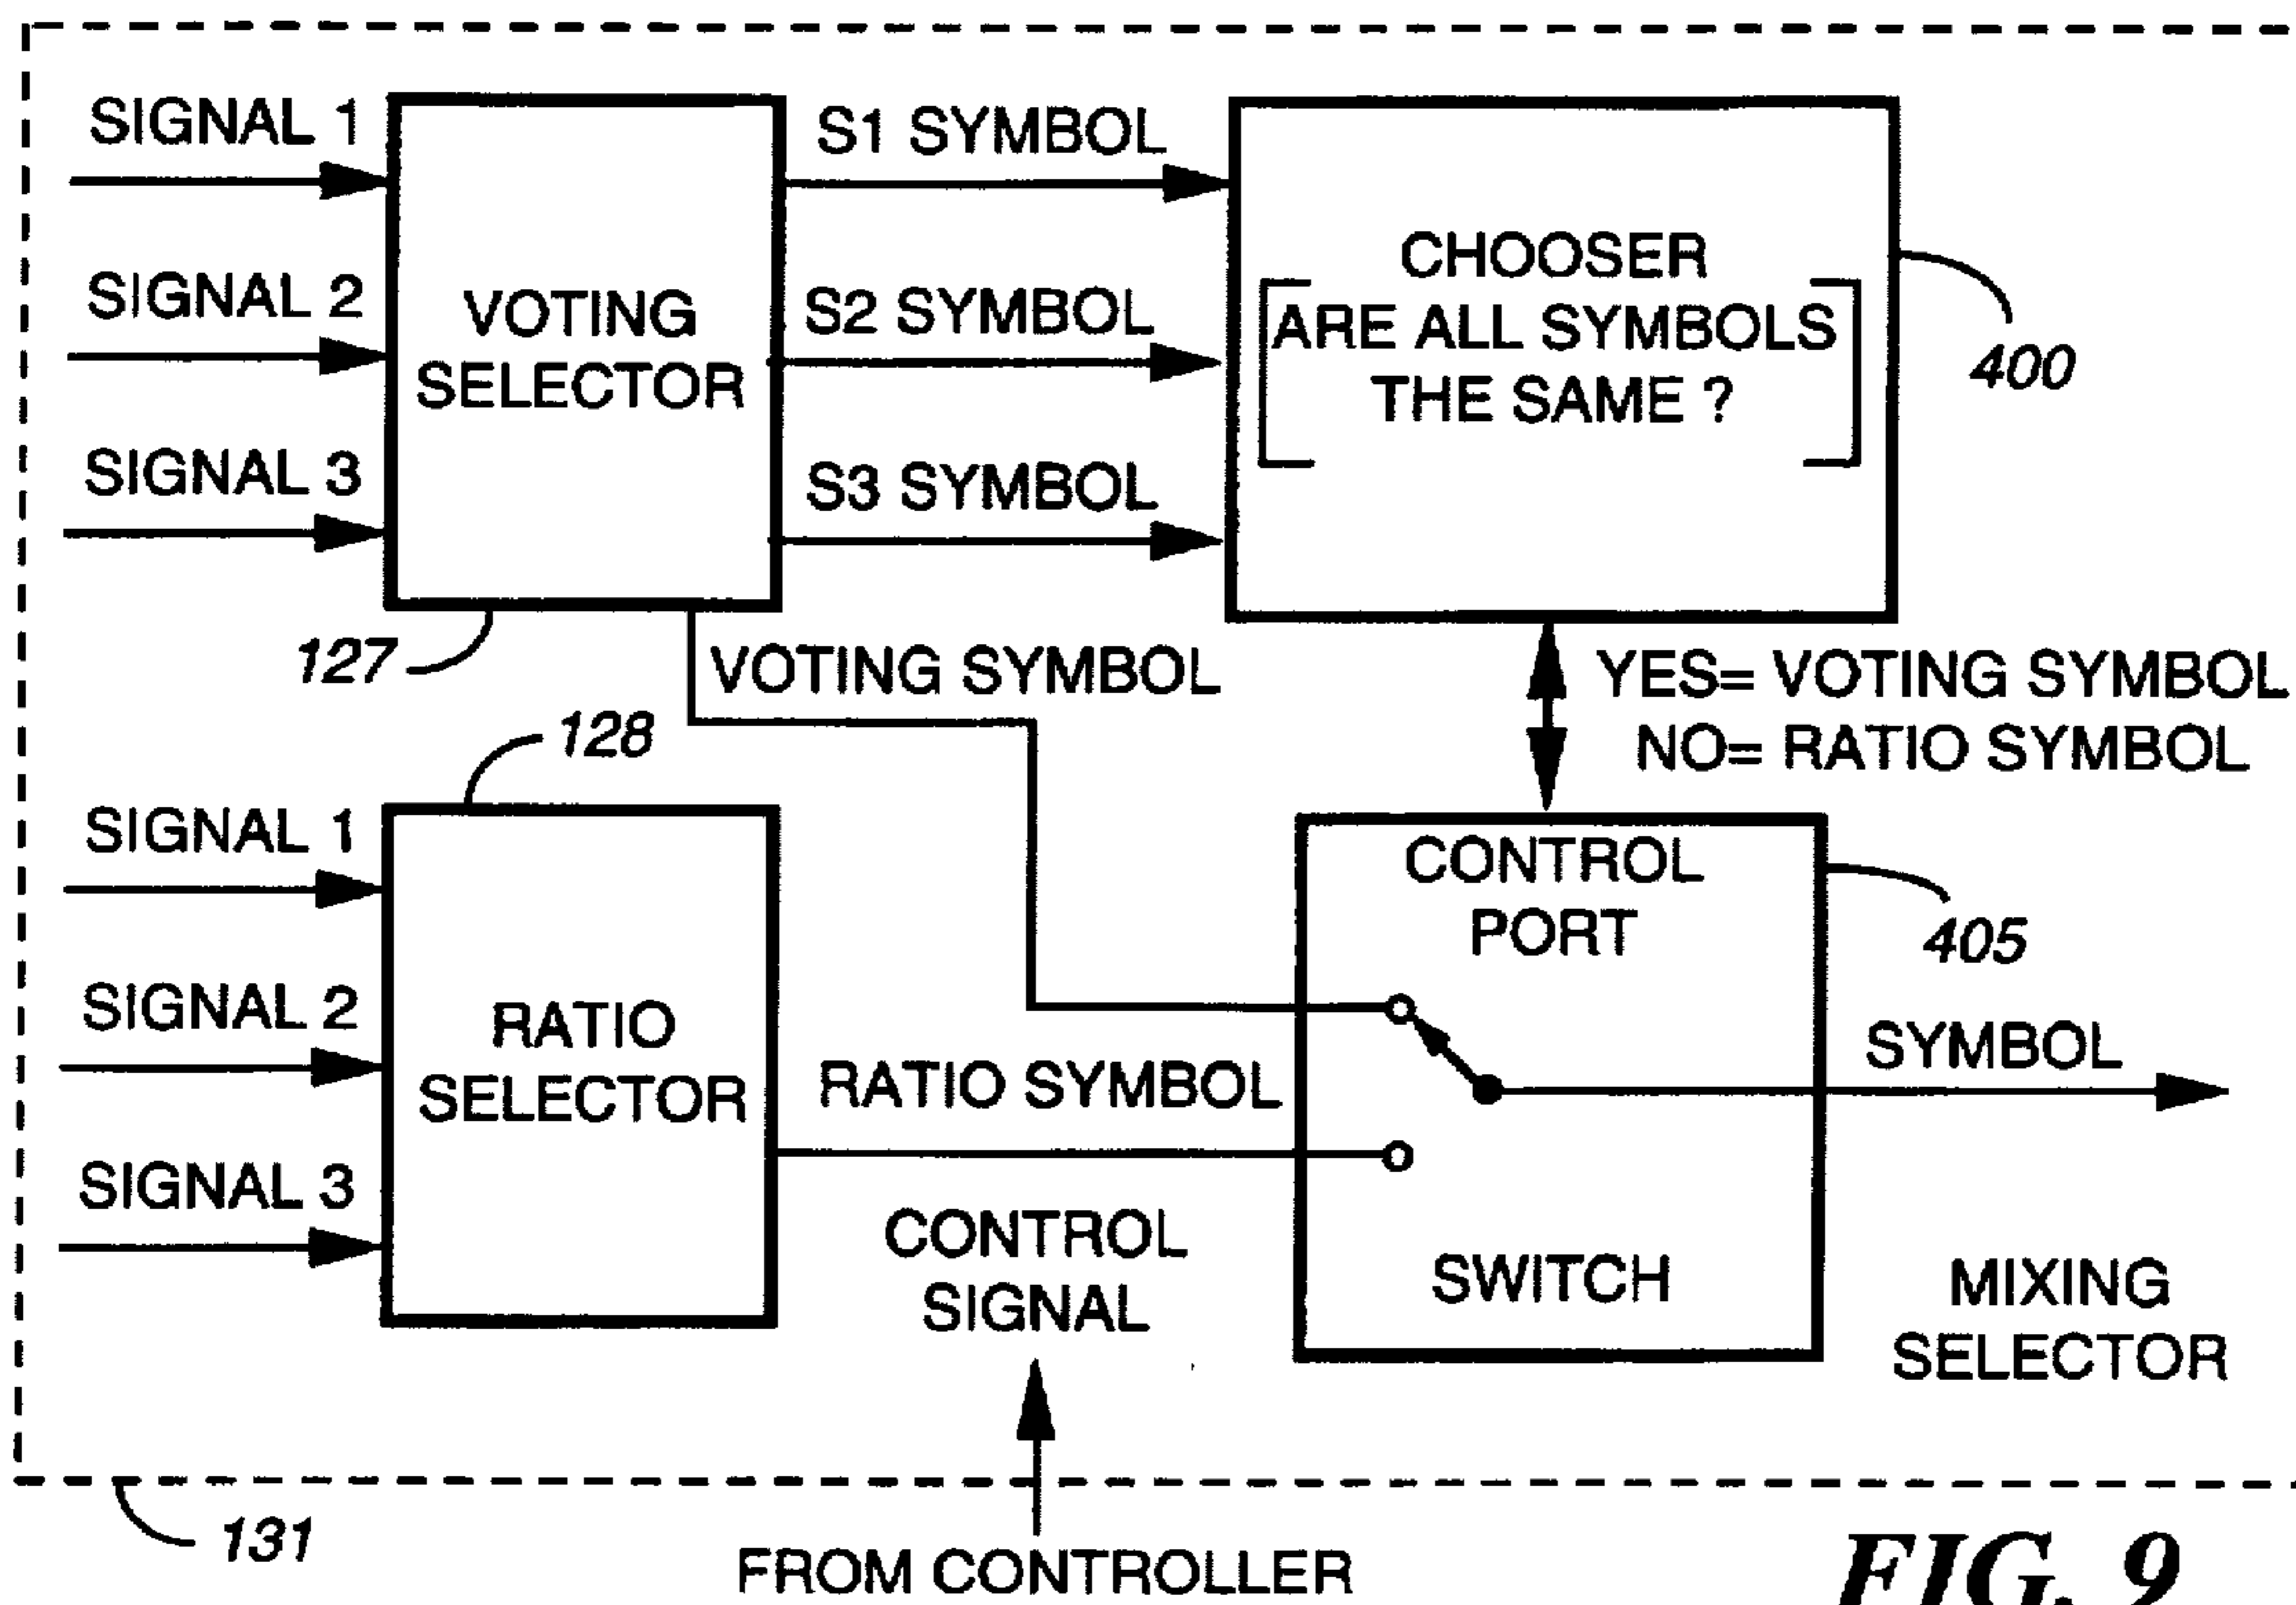 SIGNAL 1
SIGNAL 2
SIGNAL 3
VOTING
SELECTOR
127
S1 SYMBOL
S2 SYMBOL
S3 SYMBOL
CHOOSER
ARE ALL SYMBOLS
THE SAME ?
400
VOTING SYMBOL
YES= VOTING SYMBOL
NO= RATIO SYMBOL
128
SIGNAL 1
SIGNAL 2
SIGNAL 3
RATIO
SELECTOR
RATIO SYMBOL
CONTROL
PORT
SWITCH
405
SYMBOL
CONTROL
SIGNAL
MIXING
SELECTOR
131
FROM CONTROLLER
FIG. 9